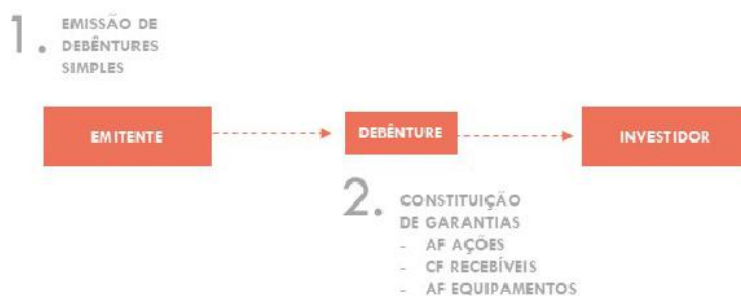 1.
EMISSÃO DE
DEBÊNTURES
SIMPLES
EMITENTE
DEBÊNTURE
INVESTIDOR
2.
CONSTITUIÇÃO
DE GARANTIAS
- AF AÇÕES
- CF RECEBÍVEIS
- AF EQUIPAMENTOS